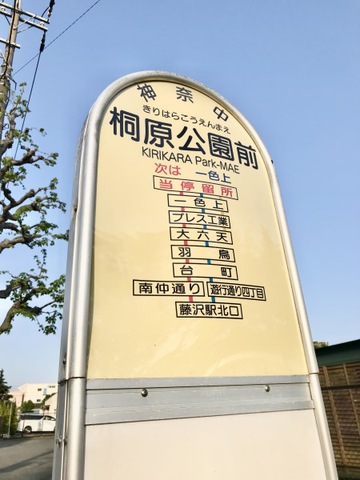 神奈中
きりはらこうえんまえ
桐原公園前
KIRIKARA Park-MAE
次は 一色上
当停留所
一色上
プレス工業
大六天
羽鳥
台町
南仲通り 遊行通り四丁目
藤沢駅北口